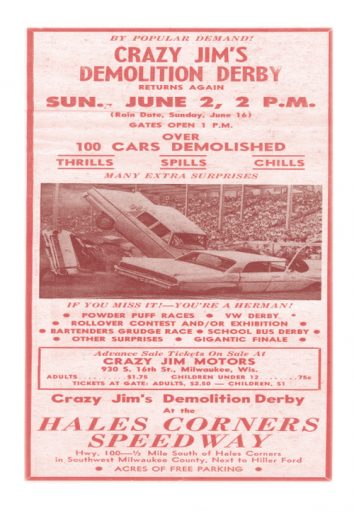 BY POPULAR DEMAND!
CRAZY JIM'S
DEMOLITION DERBY
RETURNS AGAIN
SUN. JUNE 2, 2 P.M.
(Rain Date, Sunday, June 16)
GATES OPEN 1 P.M.
OVER
100 CARS DEMOLISHED
THRILLS SPILLS CHILLS
MANY EXTRA SURPRISES
IF YOU MISS IT!—YOU'RE A HERMAN!
• POWDER PUFF RACES • VW DERBY •
ROLLOVER CONTEST AND/OR EXHIBITION •
• BARTENDERS GRUDGE RACE • SCHOOL BUS DERBY •
• OTHER SURPRISES • GIGANTIC FINALE •
Advance Sale Tickets On Sale At
CRAZY JIM MOTORS
930 S. 16th St., Milwaukee, Wis.
ADULTS ........ $1.75 CHILDREN UNDER 12 ..75c
TICKETS AT GATE: ADULTS, $2.50 — CHILDREN, $1
Crazy Jim's Demolition Derby
At the
HALES CORNERS
SPEEDWAY
Hwy. 100—½ Mile South of Hales Corners
in Southwest Milwaukee County, Next to Hiller Ford
• ACRES OF FREE PARKING •